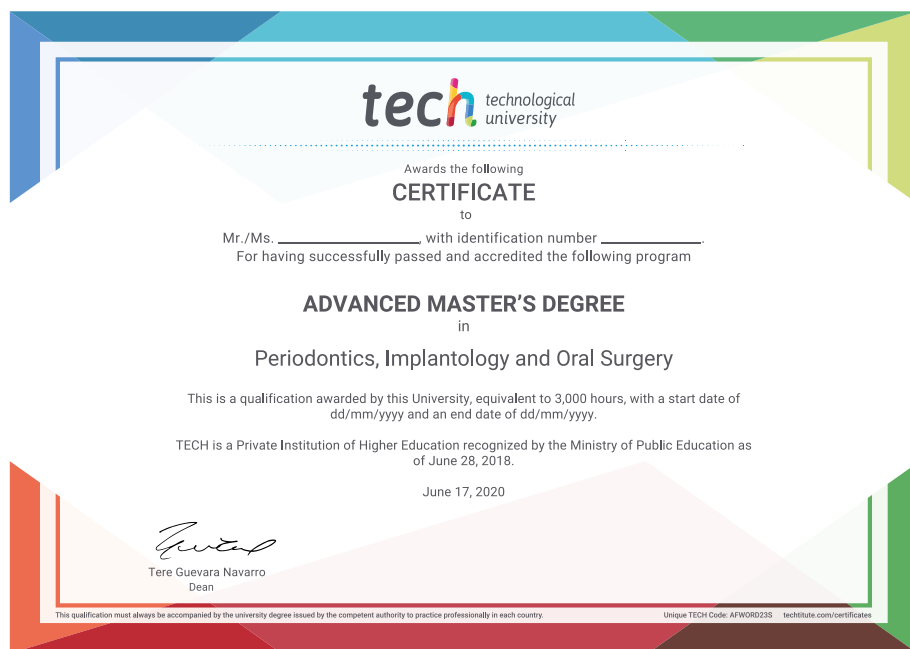 tech technological
university
Awards the following
CERTIFICATE
to
Mr./Ms. ____________________, with identification number ______________.
For having successfully passed and accredited the following program
ADVANCED MASTER'S DEGREE
in
Periodontics, Implantology and Oral Surgery
This is a qualification awarded by this University, equivalent to 3,000 hours, with a start date of
dd/mm/yyyy and an end date of dd/mm/yyyy.
TECH is a Private Institution of Higher Education recognized by the Ministry of Public Education as
of June 28, 2018.
June 17, 2020
Tere Guevara Navarro
Dean
This qualification must always be accompanied by the university degree issued by the competent authority to practice professionally in each country.
Unique TECH Code: AFWORD23S techtitute.com/certificates